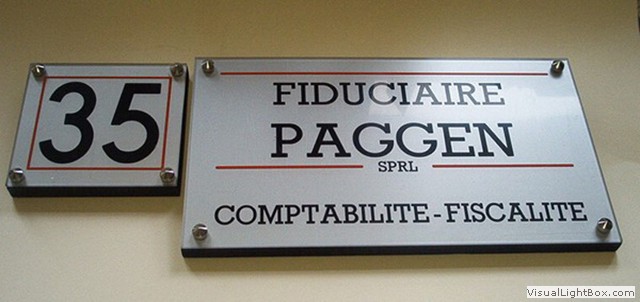 35
FIDUCIAIRE
PAGGEN
SPRL
COMPTABILITE-FISCALITE
VisualLightBox.com